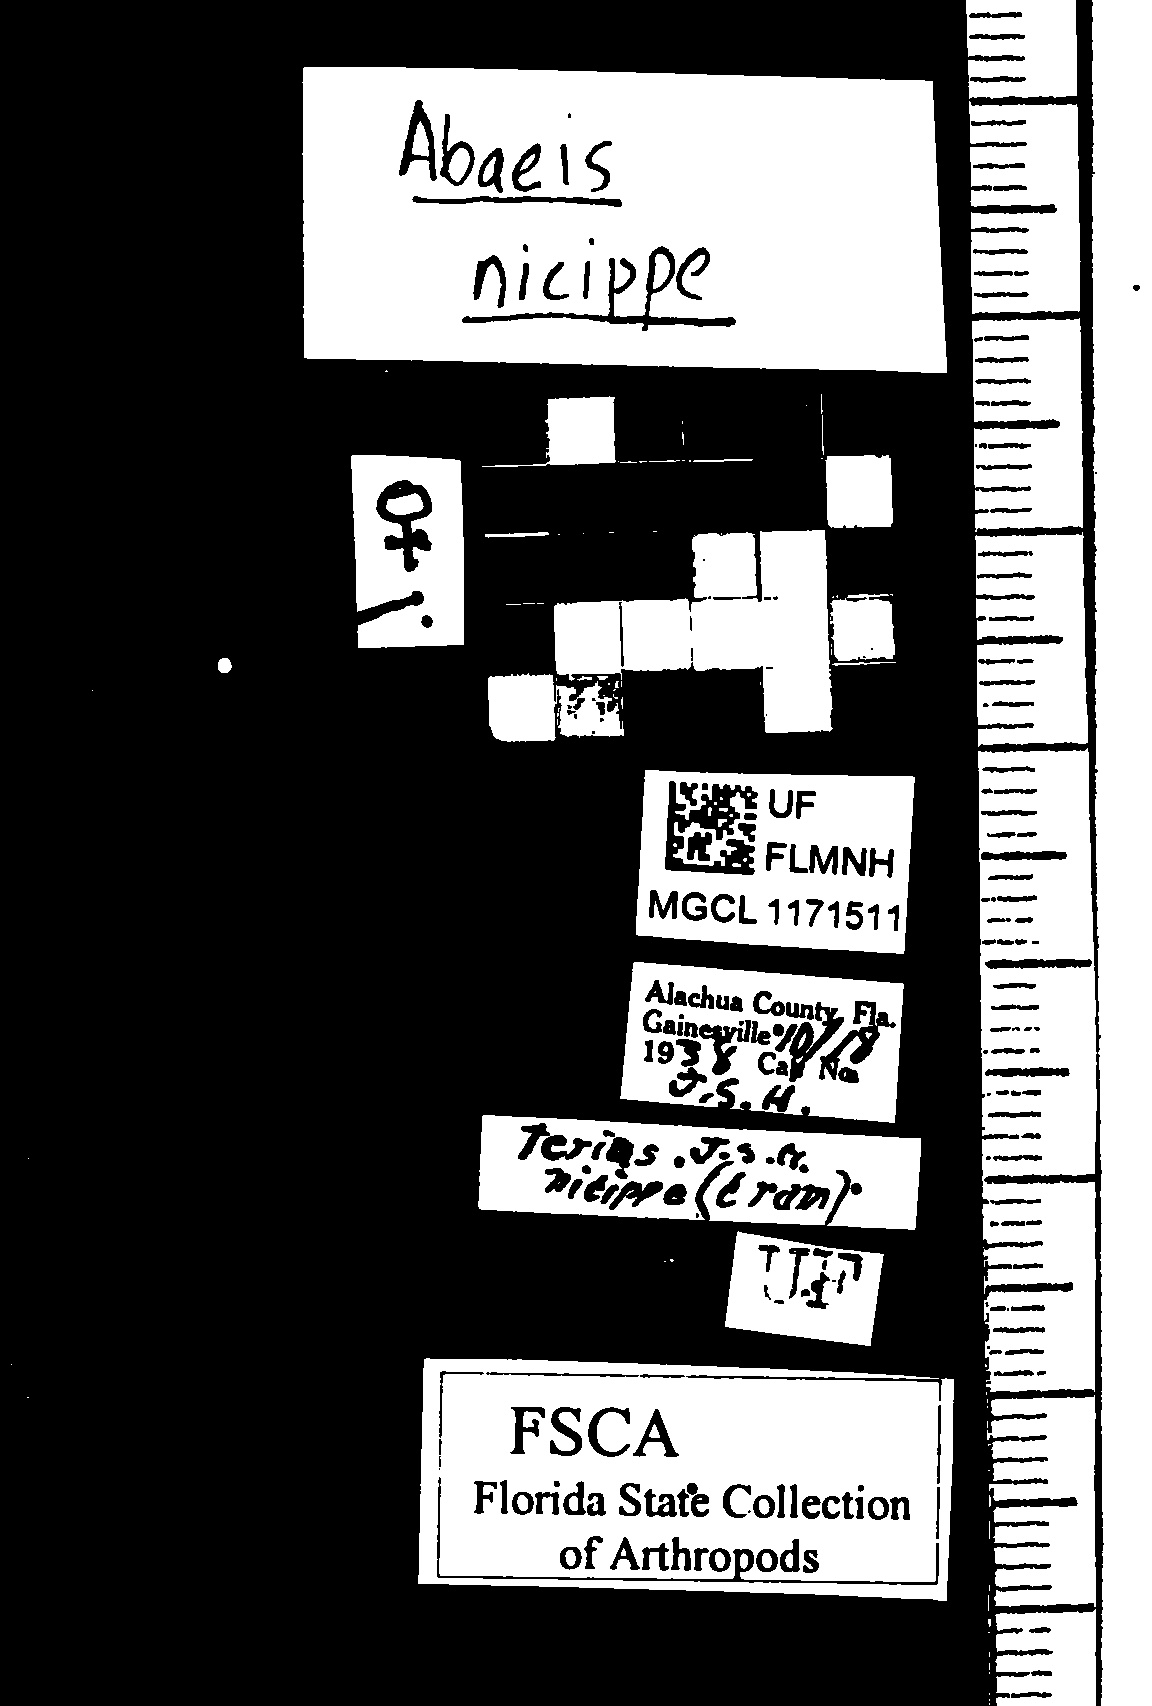 Abaeis
nicippe
♀
UF
FLMNH
MGCL 1171511
Alachua County, Fla.
Gainesville 10/18
1938 Cap No.
J.S.H.
Terias . J.S.H.
nicippe (Cram).
UF
FSCA
Florida State Collection
of Arthropods